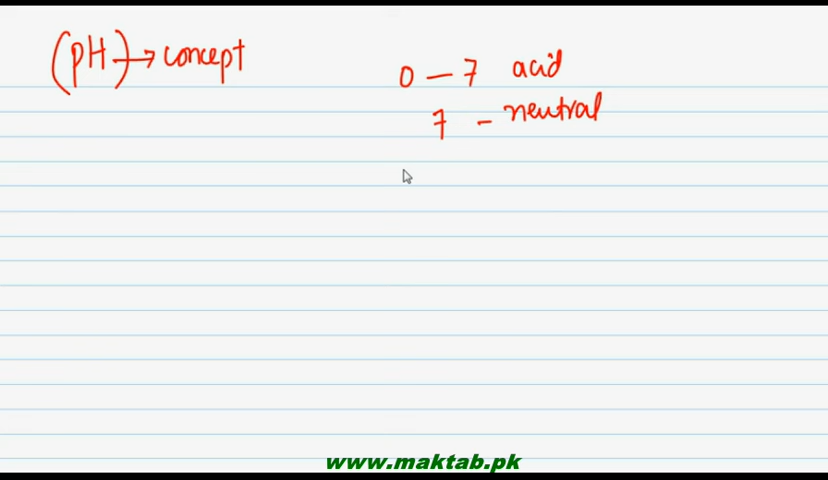 (pH) → concept
0 — 7 acid
7 - neutral
www.maktab.pk